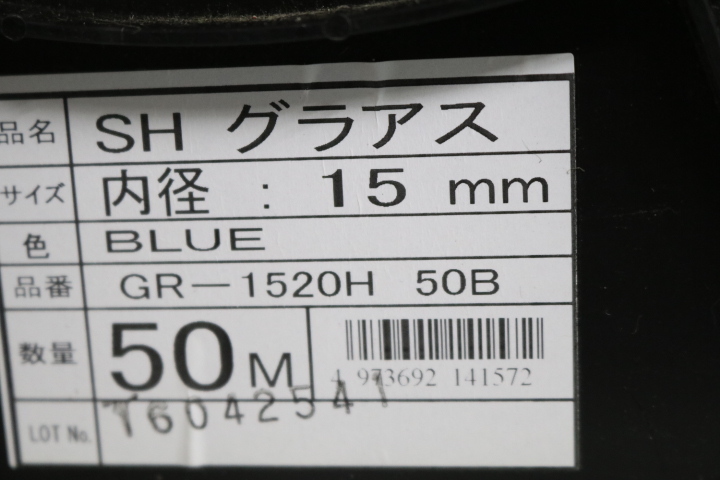 品名 SH グラアス
サイズ 内径 : 15 mm
色 BLUE
品番 GR-1520H 50B
数量 50M
4 973692 141572
LOT No. T6042541